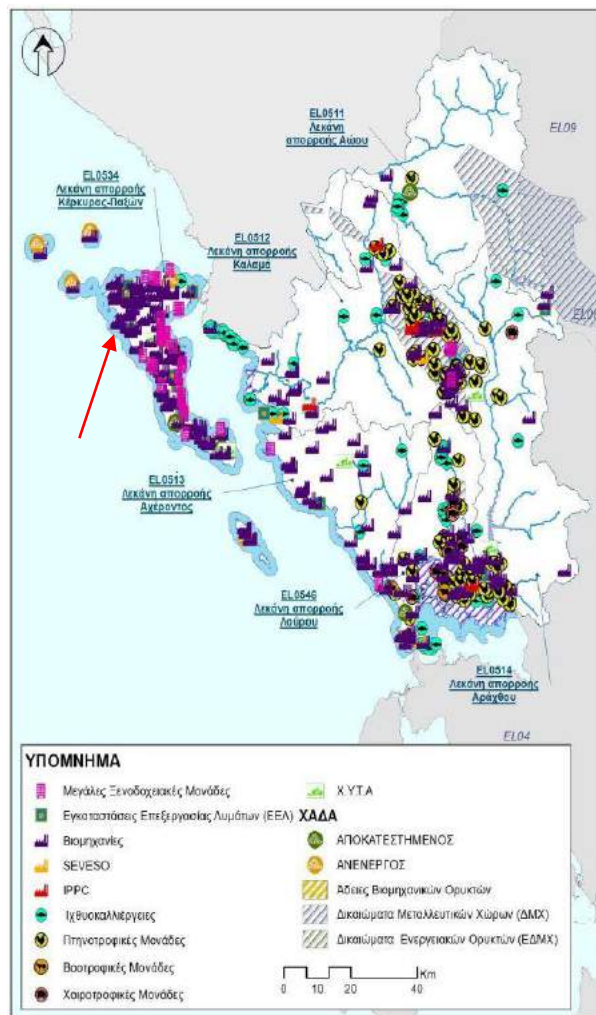 EL0511
Λεκάνη
απορροής
Αώου
EL09
EL0534
Λεκάνη απορροής
Κέρκυρας-Παξών
EL0512
Λεκάνη απορροής
Καλαμά
EL0513
Λεκάνη απορροής
Αχέροντος
EL0546
Λεκάνη απορροής
Λούρου
EL0514
Λεκάνη απορροής
Αράχθου
EL04
ΥΠΟΜΝΗΜΑ
Μεγάλες Ξενοδοχειακές Μονάδες
Χ.Υ.Τ.Α
Εγκαταστάσεις Επεξεργασίας Λυμάτων (ΕΕΛ)
ΧΑΔΑ
Βιομηχανίες
ΑΠΟΚΑΤΕΣΤΗΜΕΝΟΣ
SEVESO
ΑΝΕΝΕΡΓΟΣ
IPPC
Άδειες Βιομηχανικών Ορυκτών
Ιχθυοκαλλιέργειες
Δικαιώματα Μεταλλευτικών Χώρων (ΔΜΧ)
Πτηνοτροφικές Μονάδες
Δικαιώματα Ενεργειακών Ορυκτών (ΕΔΜΧ)
Βοοτροφικές Μονάδες
Χοιροτροφικές Μονάδες
Km
0 10 20 40